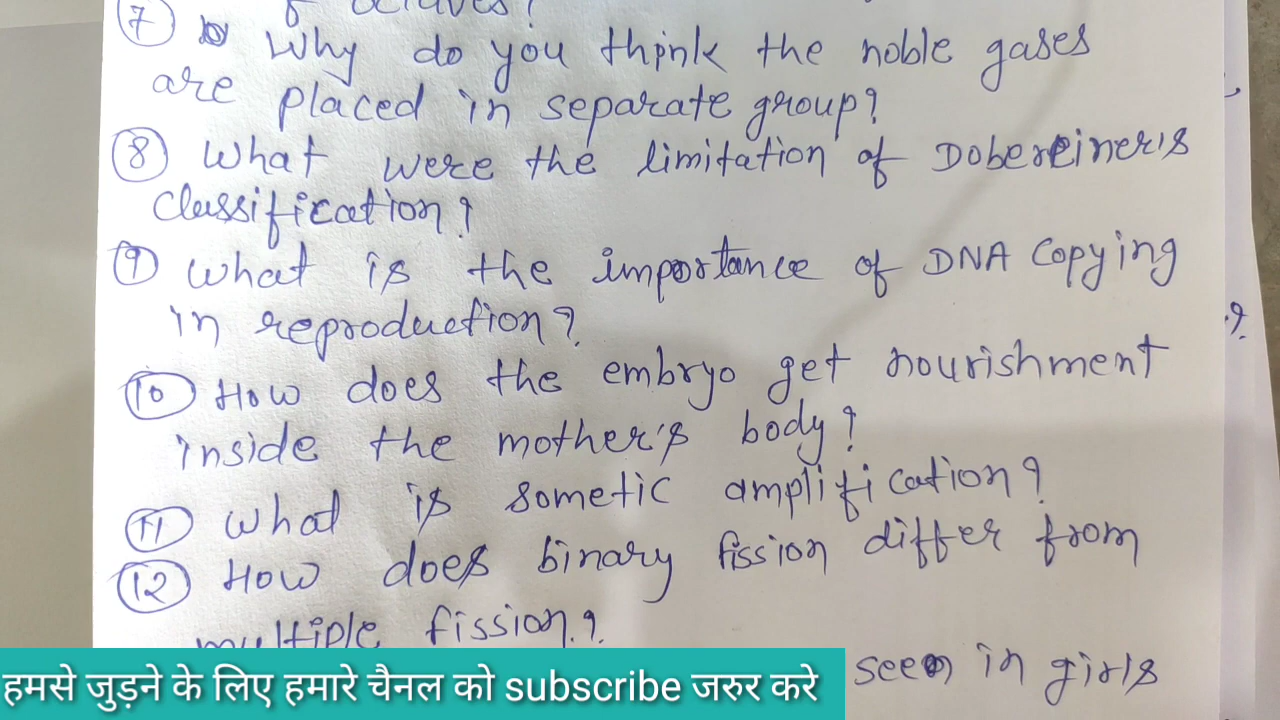 of octaves?
⑦ Why do you think the noble gases
are placed in separate group?
⑧ What were the limitation of Dobereiner's
classification?
⑨ What is the importance of DNA Copying
in reproduction?
⑩ How does the embryo get nourishment
inside the mother's body?
⑪ What is sometic amplification?
⑫ How does binary fission differ from
multiple fission?
seen in girls
हमसे जुड़ने के लिए हमारे चैनल को subscribe जरुर करे